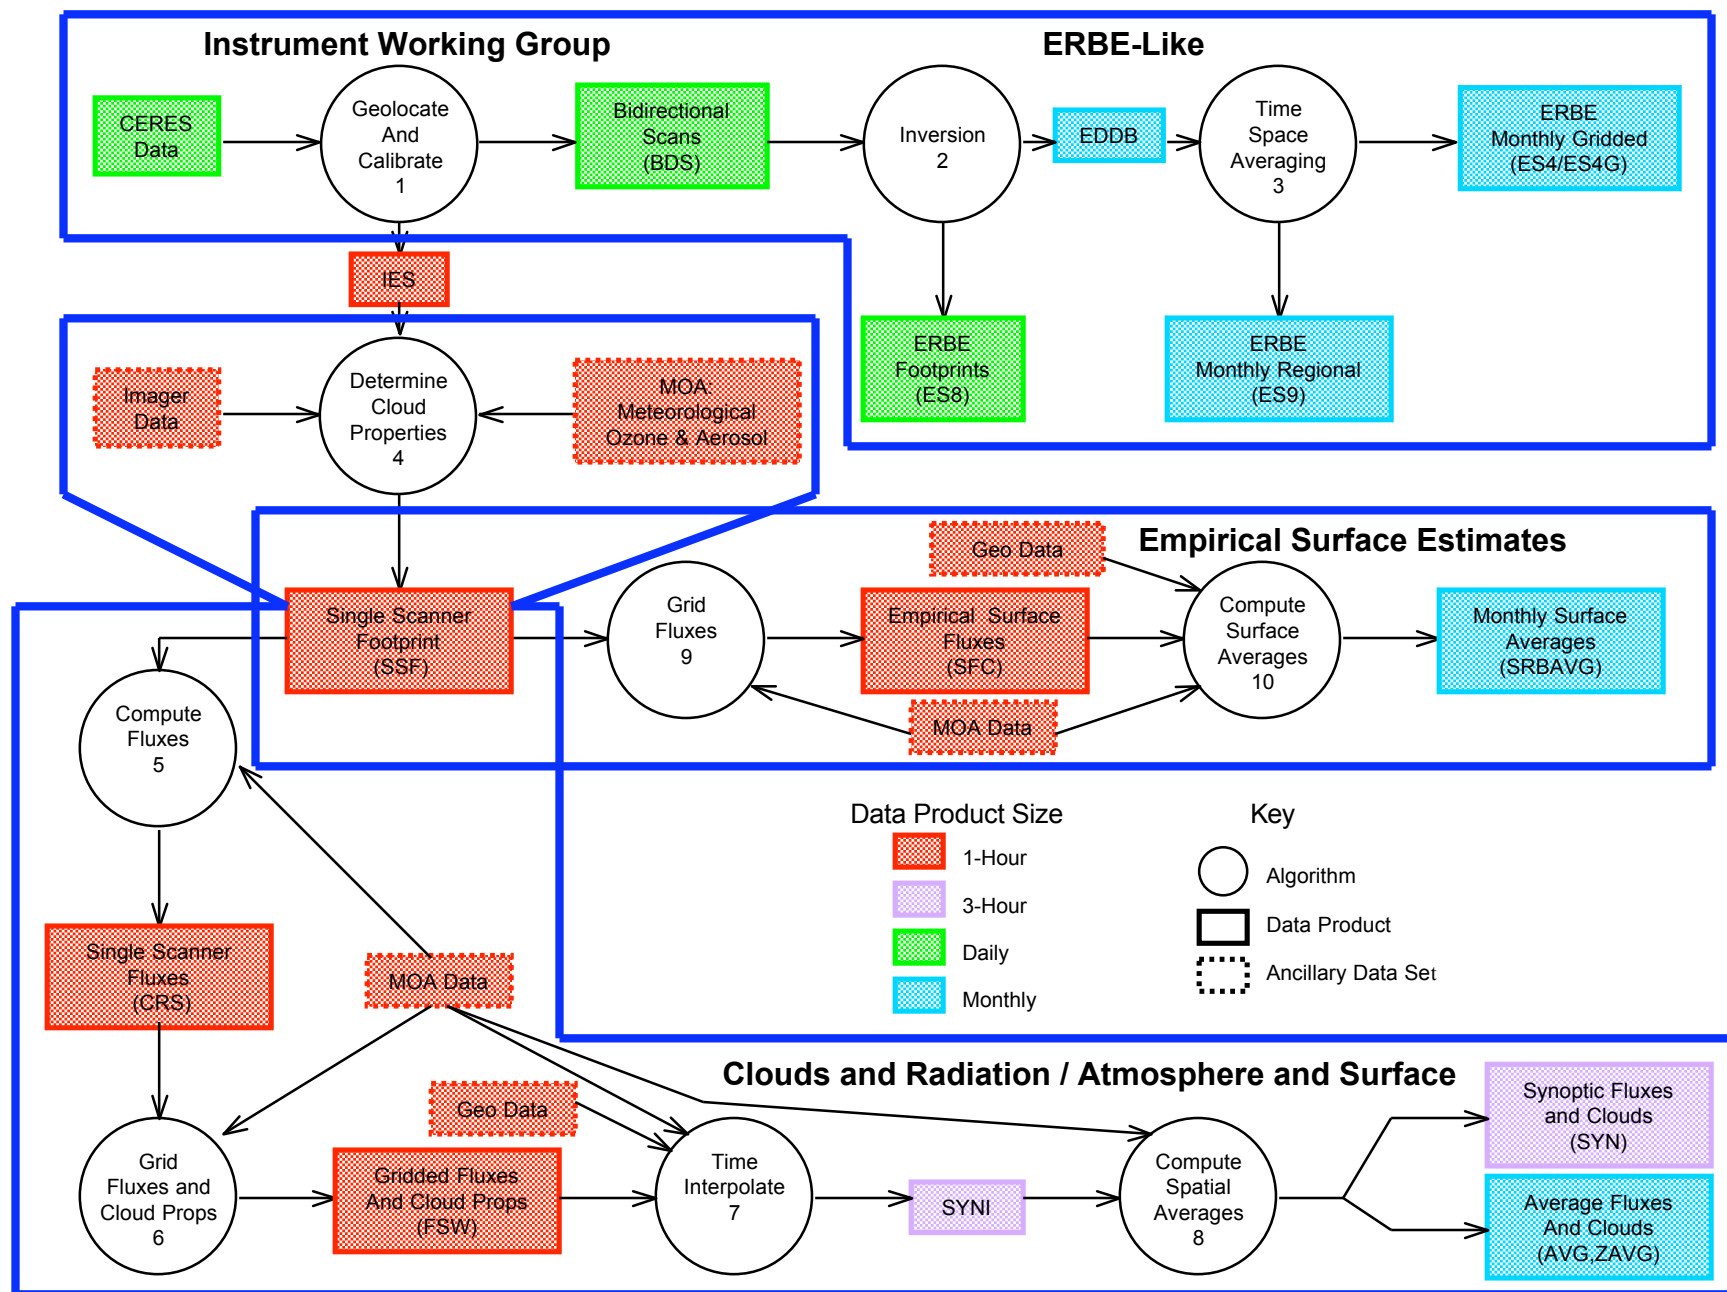 Instrument Working Group
ERBE-Like
CERES
Data
Geolocate
And
Calibrate
1
Bidirectional
Scans
(BDS)
Inversion
2
EDDB
Time
Space
Averaging
3
ERBE
Monthly Gridded
(ES4/ES4G)
IES
ERBE
Footprints
(ES8)
ERBE
Monthly Regional
(ES9)
Imager
Data
Determine
Cloud
Properties
4
MOA:
Meteorological
Ozone & Aerosol
Empirical Surface Estimates
Geo Data
Single Scanner
Footprint
(SSF)
Grid
Fluxes
9
Empirical Surface
Fluxes
(SFC)
Compute
Surface
Averages
10
Monthly Surface
Averages
(SRBAVG)
MOA Data
Compute
Fluxes
5
Data Product Size
1-Hour
3-Hour
Daily
Monthly
Key
Algorithm
Data Product
Ancillary Data Set
Single Scanner
Fluxes
(CRS)
MOA Data
Clouds and Radiation / Atmosphere and Surface
Geo Data
Grid
Fluxes and
Cloud Props
6
Gridded Fluxes
And Cloud Props
(FSW)
Time
Interpolate
7
SYNI
Compute
Spatial
Averages
8
Synoptic Fluxes
and Clouds
(SYN)
Average Fluxes
And Clouds
(AVG,ZAVG)